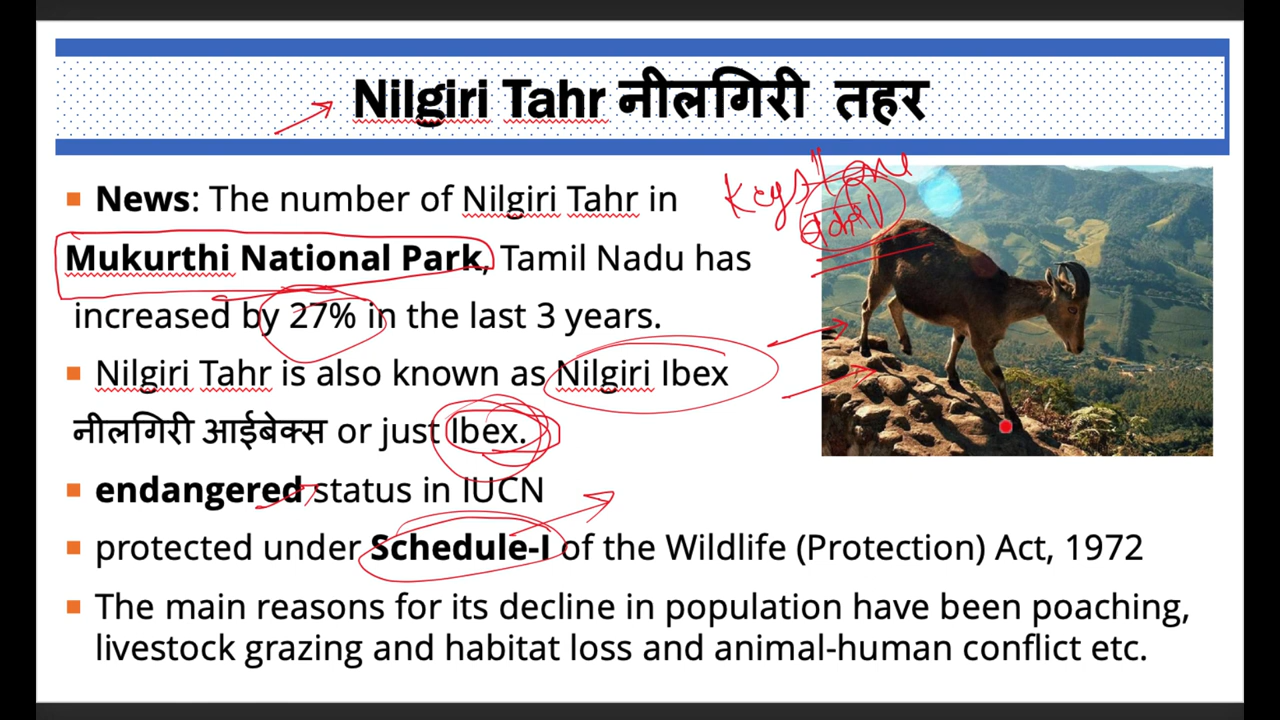 Nilgiri Tahr नीलगिरी तहर
▪ News: The number of Nilgiri Tahr in
Mukurthi National Park, Tamil Nadu has
increased by 27% in the last 3 years.
▪ Nilgiri Tahr is also known as Nilgiri Ibex
नीलगिरी आईबेक्स or just Ibex.
▪ endangered status in IUCN
▪ protected under Schedule-I of the Wildlife (Protection) Act, 1972
▪ The main reasons for its decline in population have been poaching,
livestock grazing and habitat loss and animal-human conflict etc.
Keystone